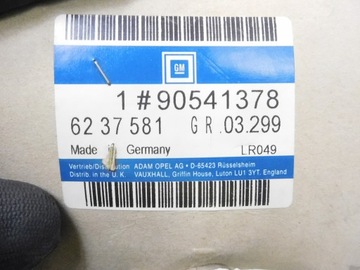 GM
1#90541378
62 37 581 GR.03.299
Made in Germany LR049
Vertrieb/Distribution ADAM OPEL AG • D-65423 Rüsselsheim
Distrib. in the U.K. VAUXHALL, Griffin House, Luton LU1 3YT. England